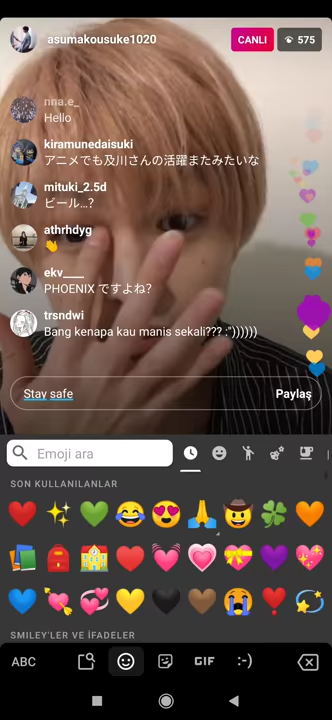 asumakousuke1020
CANLI
575
nna.e_
Hello
kiramunedaisuki
アニメでも及川さんの活躍またみたいな
mituki_2.5d
ビール…?
athrhdyg
👋
ekv____
PHOENIX ですよね?
trsndwi
Bang kenapa kau manis sekali??? :"))))))
Stay safe
Paylaş
Emoji ara
SON KULLANILANLAR
SMILEY'LER VE İFADELER
ABC
GIF
:-)